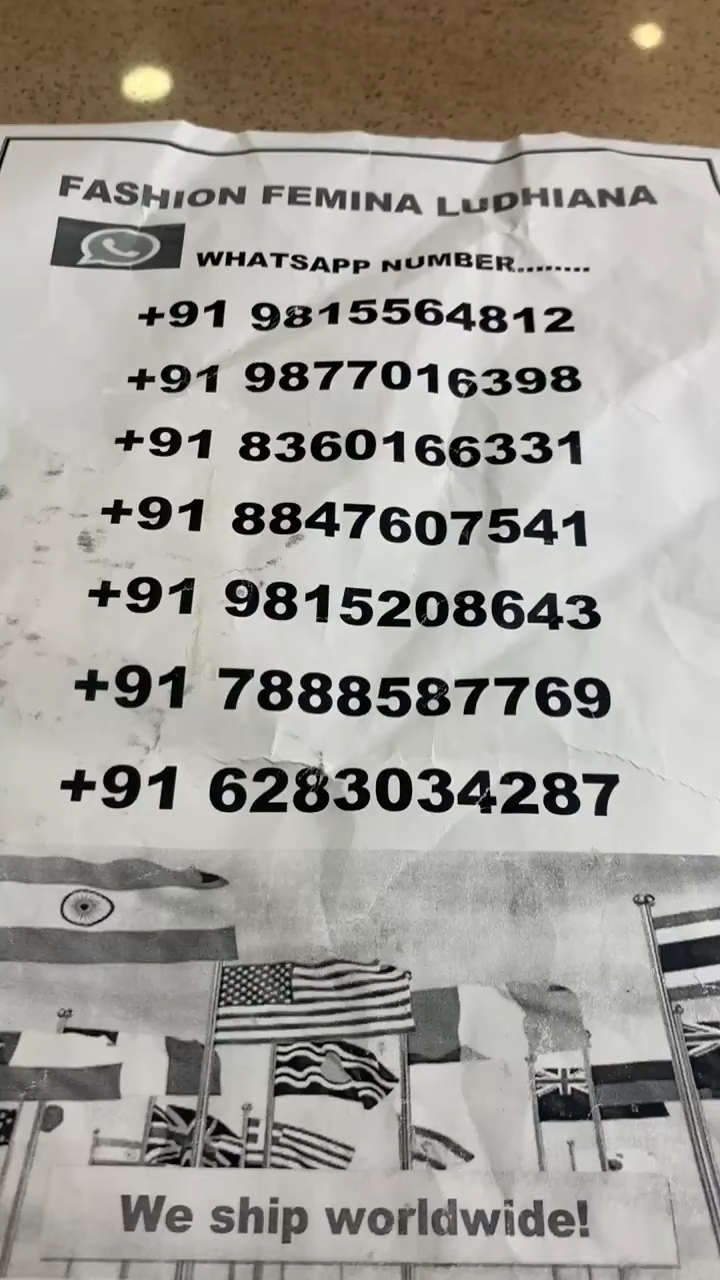 FASHION FEMINA LUDHIANA
WHATSAPP NUMBER........
+91 9815564812
+91 9877016398
+91 8360166331
+91 8847607541
+91 9815208643
+91 7888587769
+91 6283034287
We ship worldwide!